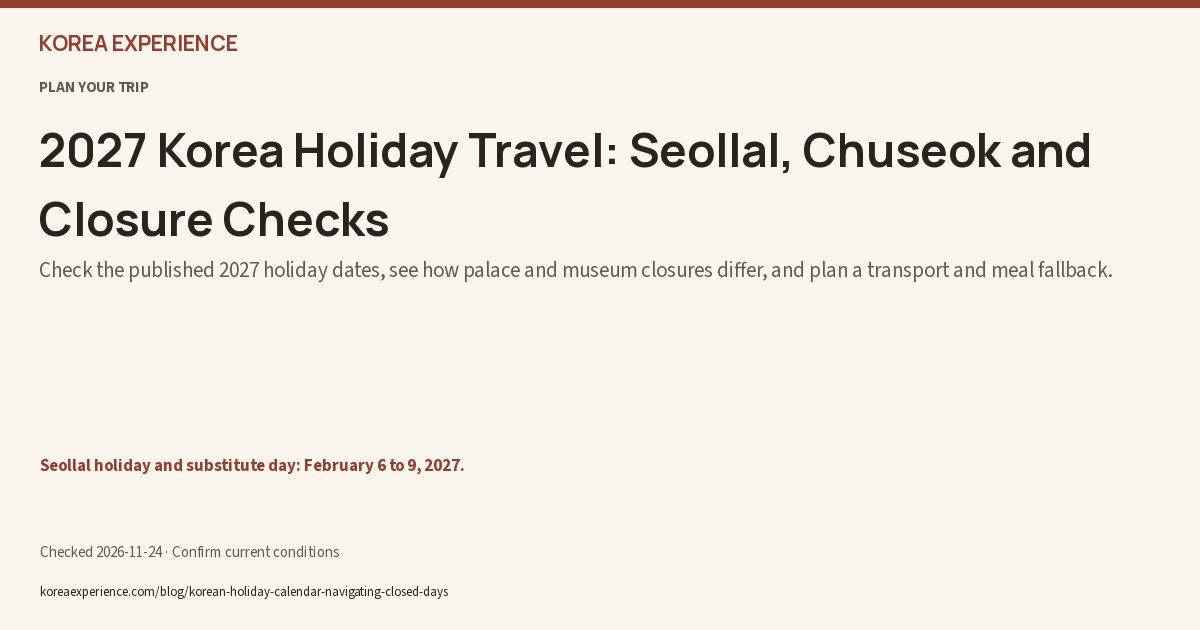 KOREA EXPERIENCE
PLAN YOUR TRIP
2027 Korea Holiday Travel: Seollal, Chuseok and
Closure Checks
Check the published 2027 holiday dates, see how palace and museum closures differ, and plan a transport and meal fallback.
Seollal holiday and substitute day: February 6 to 9, 2027.
Checked 2026-11-24 · Confirm current conditions
koreaexperience.com/blog/korean-holiday-calendar-navigating-closed-days